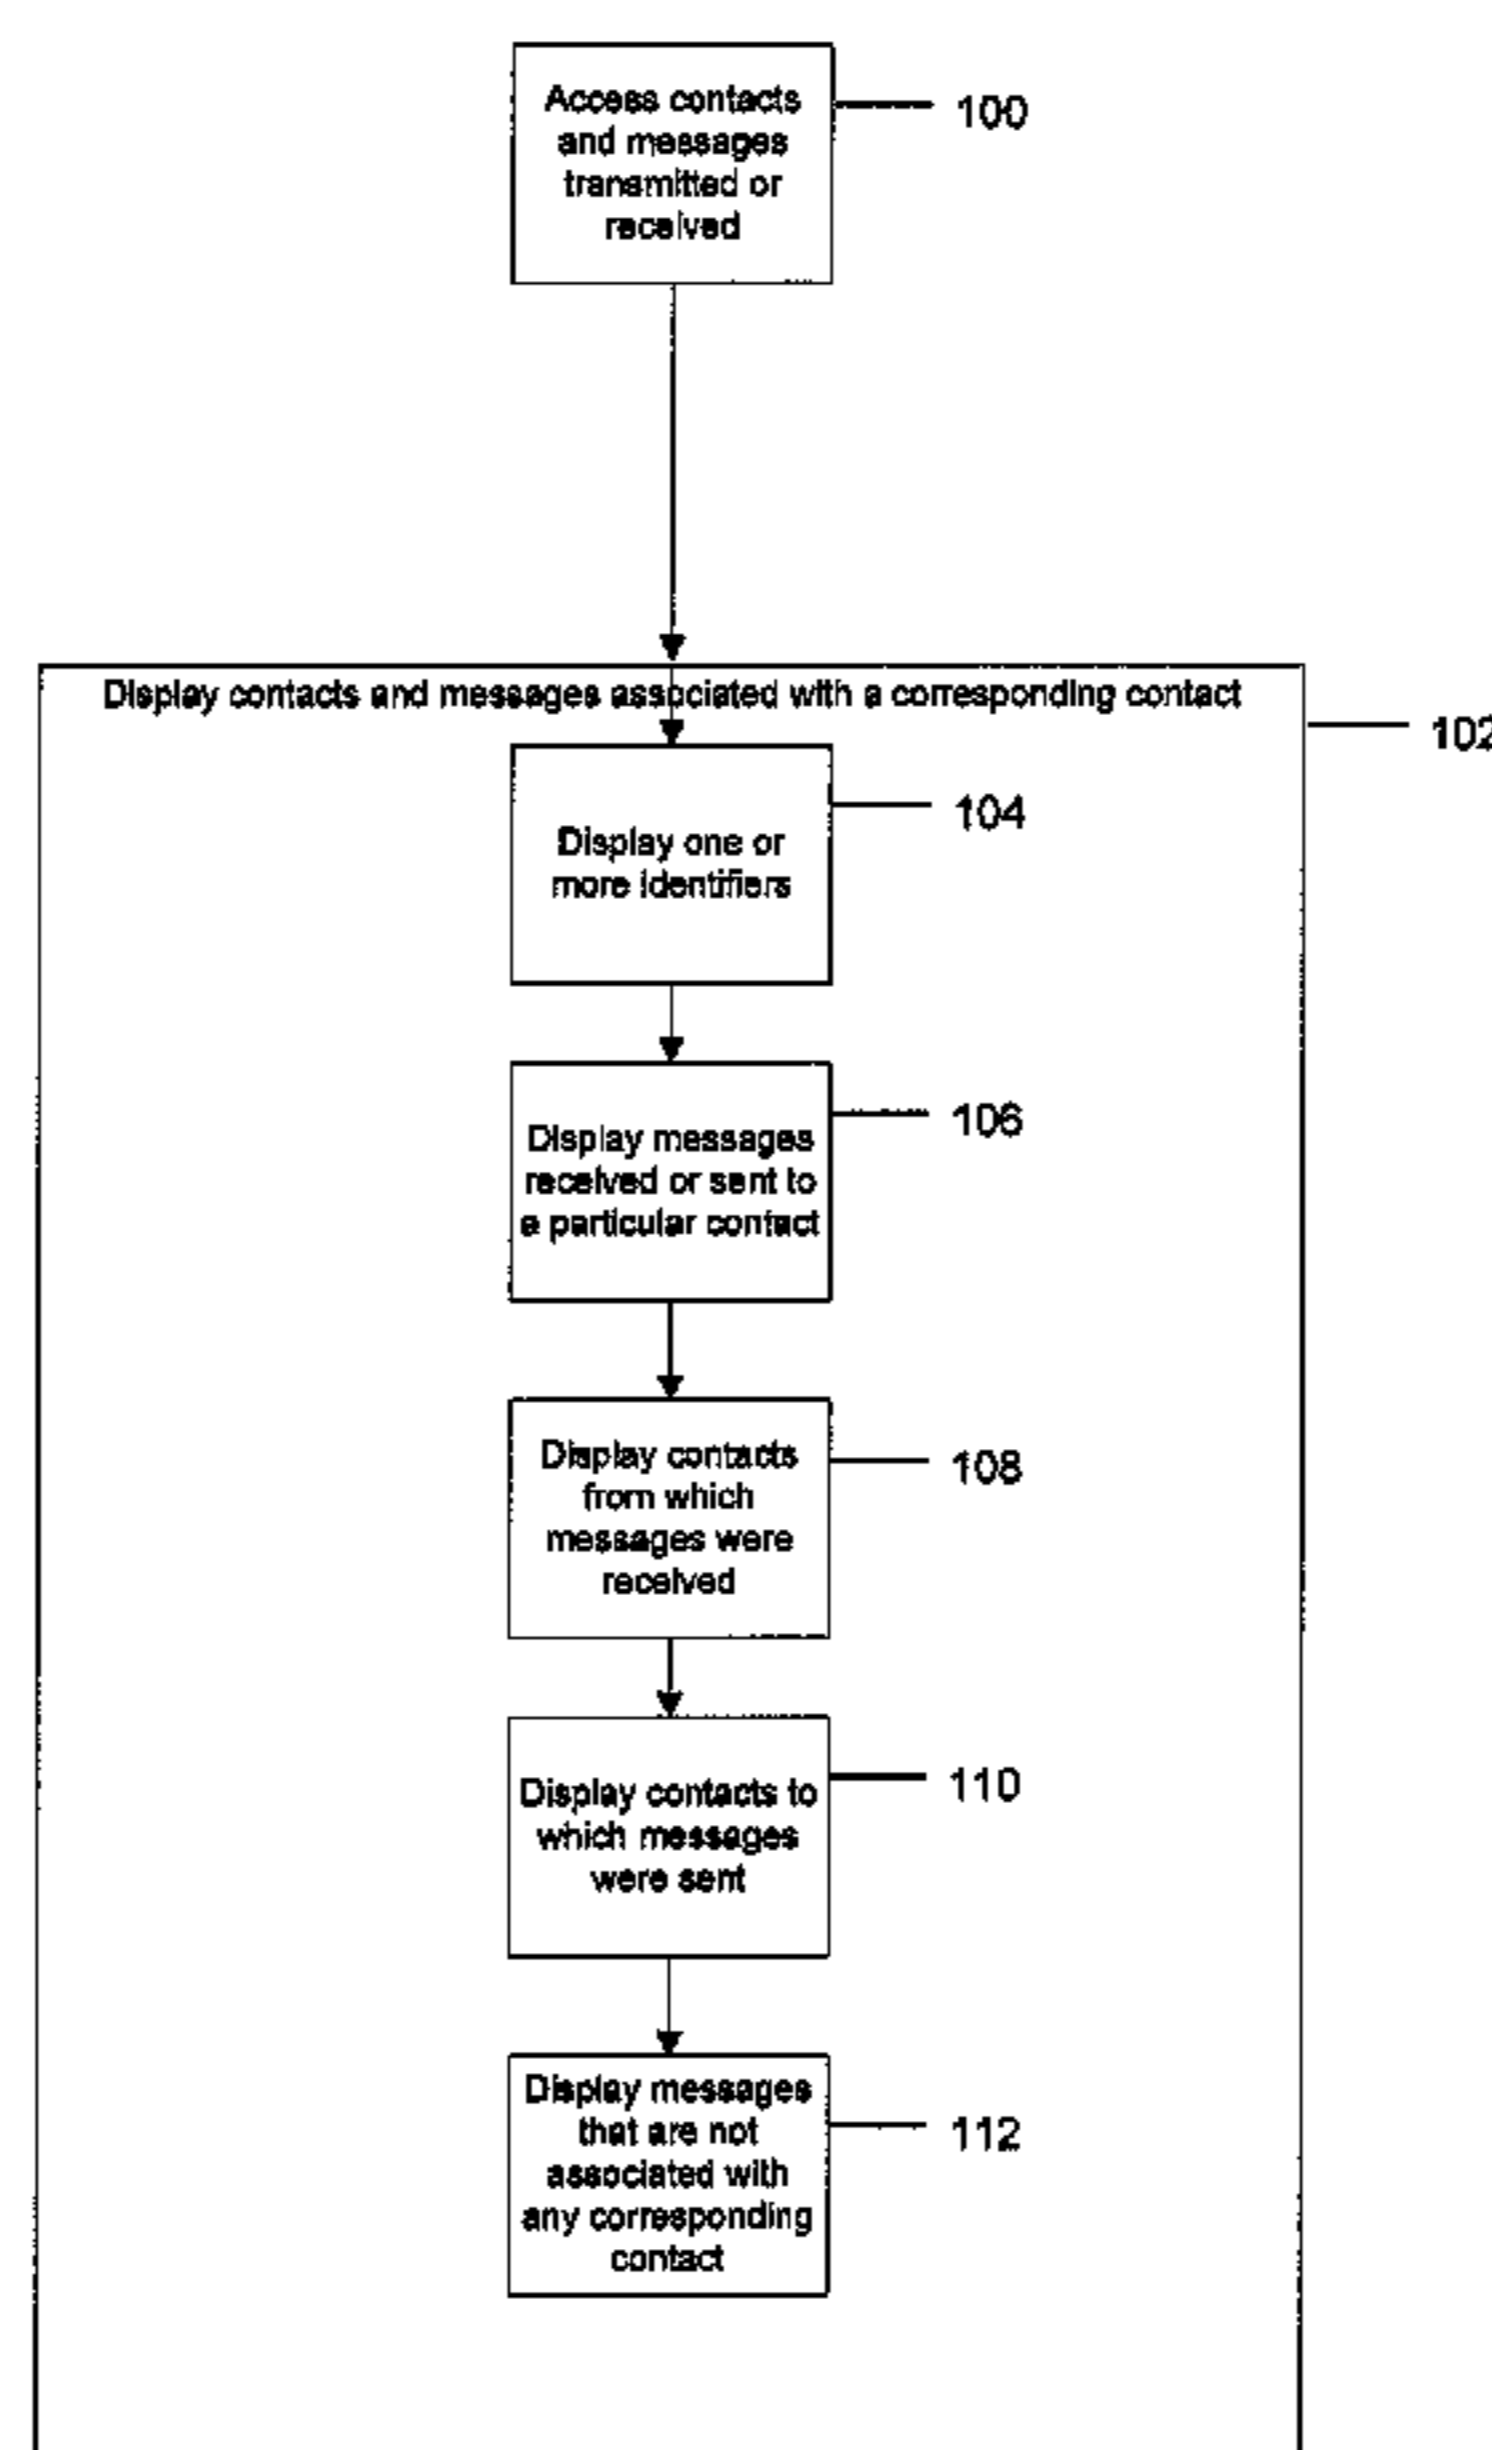 Access contacts
and messages
transmitted or
received
100
Display contacts and messages associated with a corresponding contact
102
Display one or
more identifiers
104
Display messages
received or sent to
a particular contact
106
Display contacts
from which
messages were
received
108
Display contacts to
which messages
were sent
110
Display messages
that are not
associated with
any corresponding
contact
112